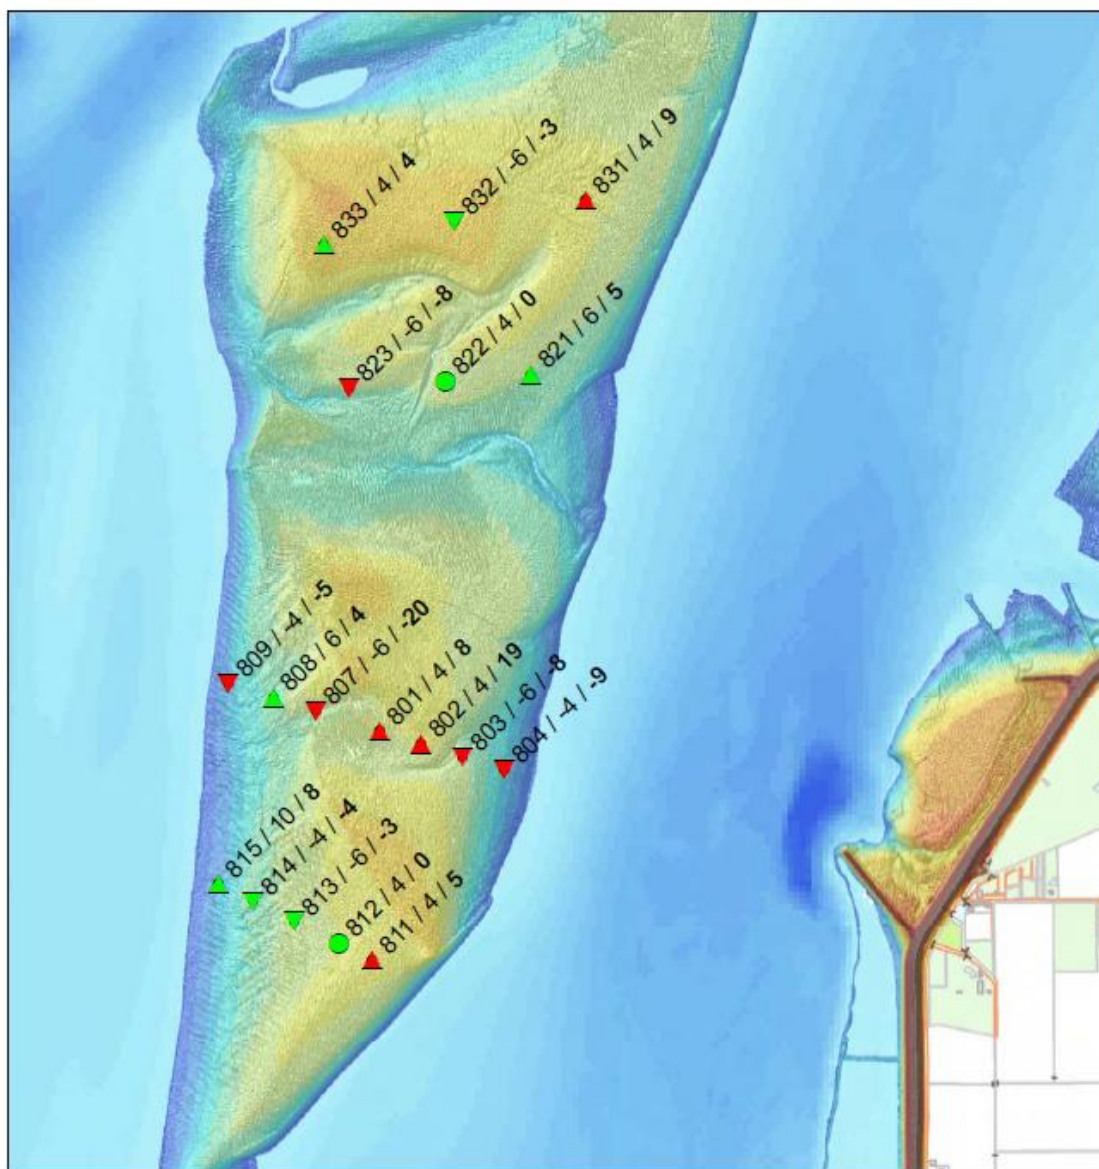 831 / 4 / 9
832 / -6 / -3
833 / 4 / 4
823 / -6 / -8
822 / 4 / 0
821 / 6 / 5
809 / -4 / -5
808 / 6 / 4
807 / -6 / -20
801 / 4 / 8
802 / 4 / 19
803 / -6 / -8
804 / -4 / -9
815 / 10 / 8
814 / -4 / -4
813 / -6 / -3
812 / 4 / 0
811 / 4 / 5